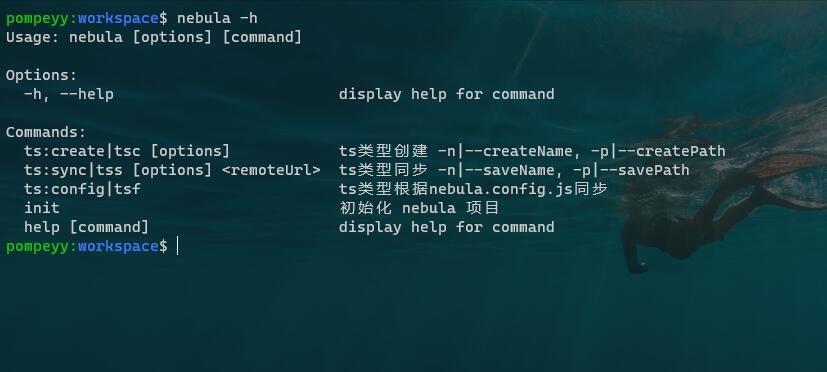 pompeyy:workspace$ nebula -h
Usage: nebula [options] [command]
Options:
-h, --help display help for command
Commands:
ts:create|tsc [options] ts类型创建 -n|--createName, -p|--createPath
ts:sync|tss [options] <remoteUrl> ts类型同步 -n|--saveName, -p|--savePath
ts:config|tsf ts类型根据nebula.config.js同步
init 初始化 nebula 项目
help [command] display help for command
pompeyy:workspace$